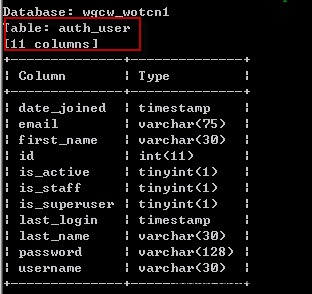 Database: wgcw_wotcn1
Table: auth_user
[11 columns]
Column Type
date_joined timestamp
email varchar(75)
first_name varchar(30)
id int(11)
is_active tinyint(1)
is_staff tinyint(1)
is_superuser tinyint(1)
last_login timestamp
last_name varchar(30)
password varchar(128)
username varchar(30)